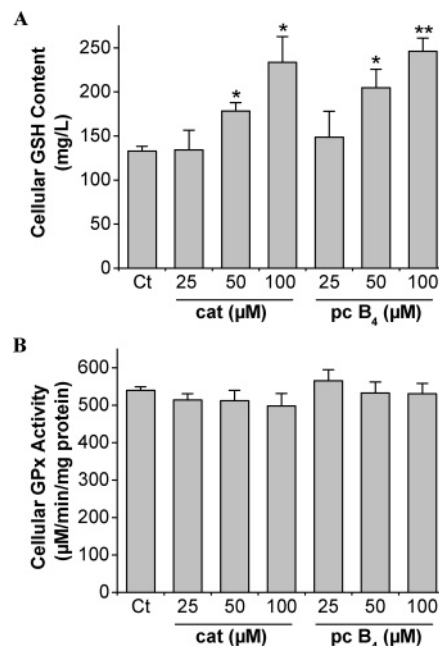 A
Cellular GSH Content
(mg/L)
250
200
150
100
50
0
* * * **
Ct 25 50 100 25 50 100
cat (µM) pc B₄ (µM)
B
Cellular GPx Activity
(µM/min/mg protein)
600
500
400
300
200
100
0
Ct 25 50 100 25 50 100
cat (µM) pc B₄ (µM)